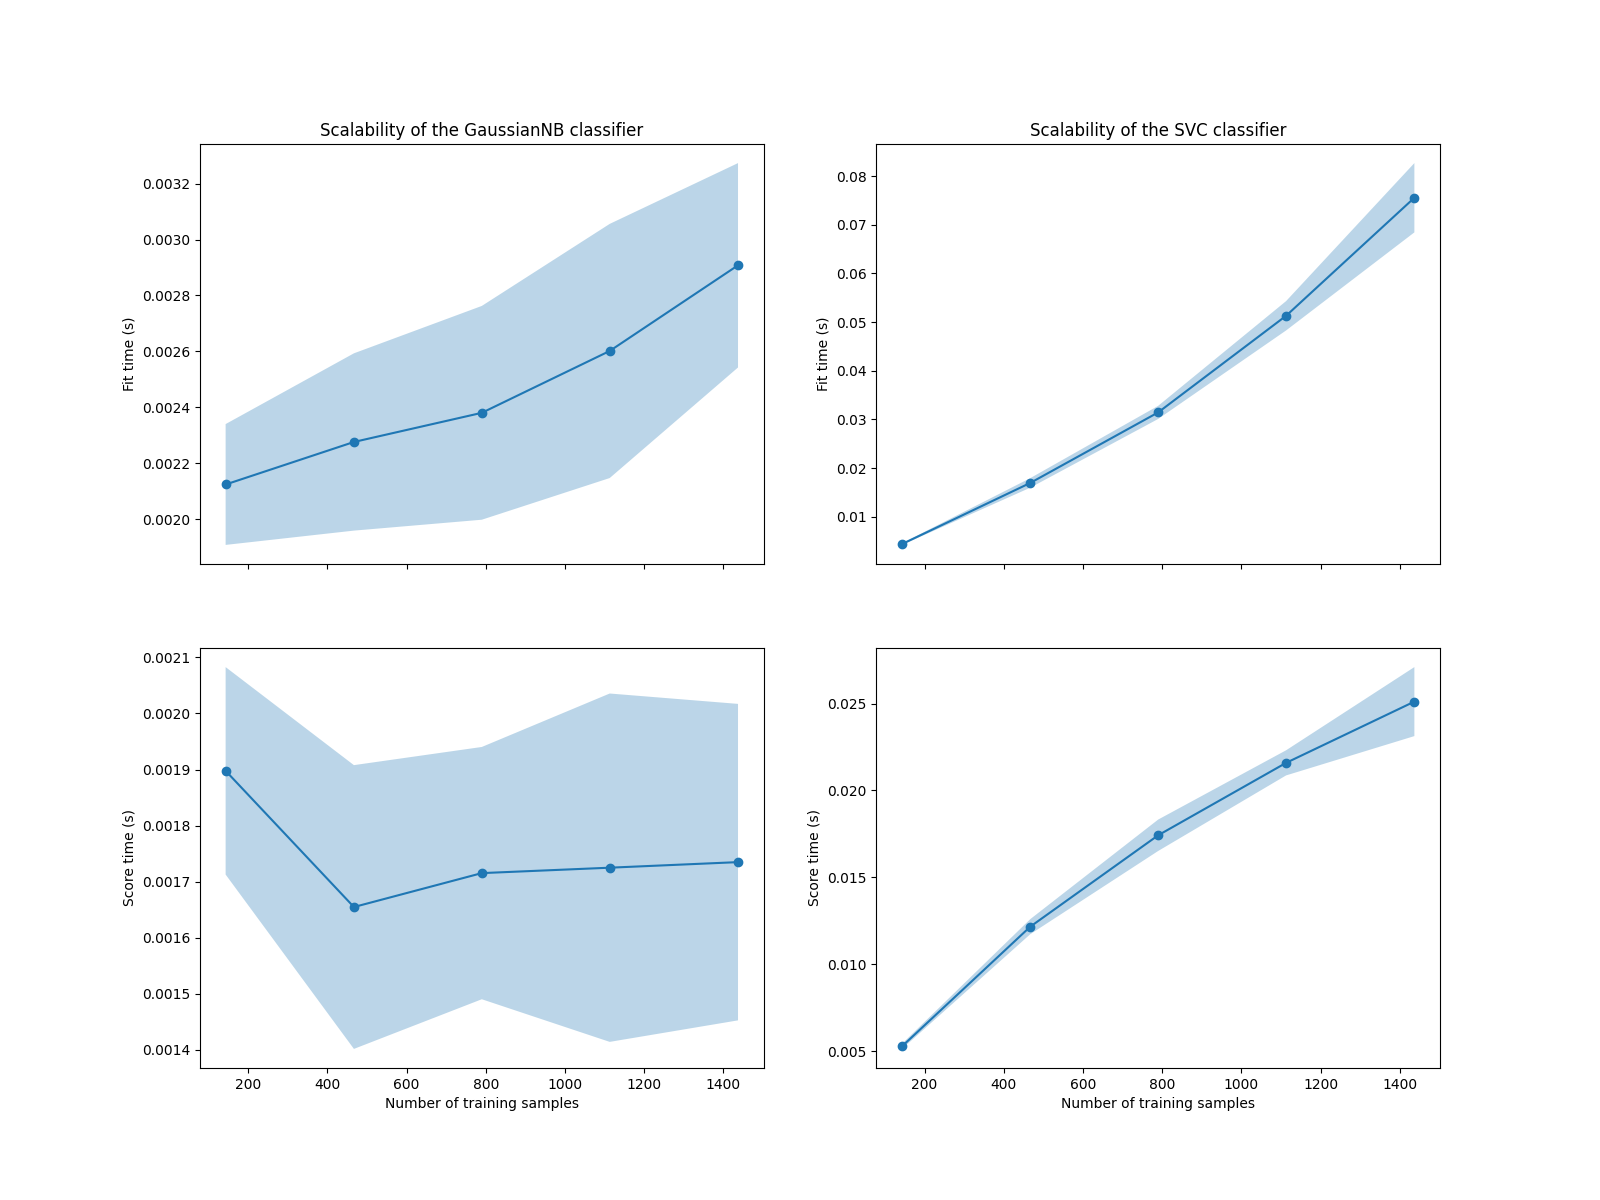 Scalability of the GaussianNB classifier
0.0032
0.0030
0.0028
0.0026
0.0024
0.0022
0.0020
Fit time (s)
Scalability of the SVC classifier
0.08
0.07
0.06
0.05
0.04
0.03
0.02
0.01
Fit time (s)
0.0021
0.0020
0.0019
0.0018
0.0017
0.0016
0.0015
0.0014
Score time (s)
200 400 600 800 1000 1200 1400
Number of training samples
0.025
0.020
0.015
0.010
0.005
Score time (s)
200 400 600 800 1000 1200 1400
Number of training samples